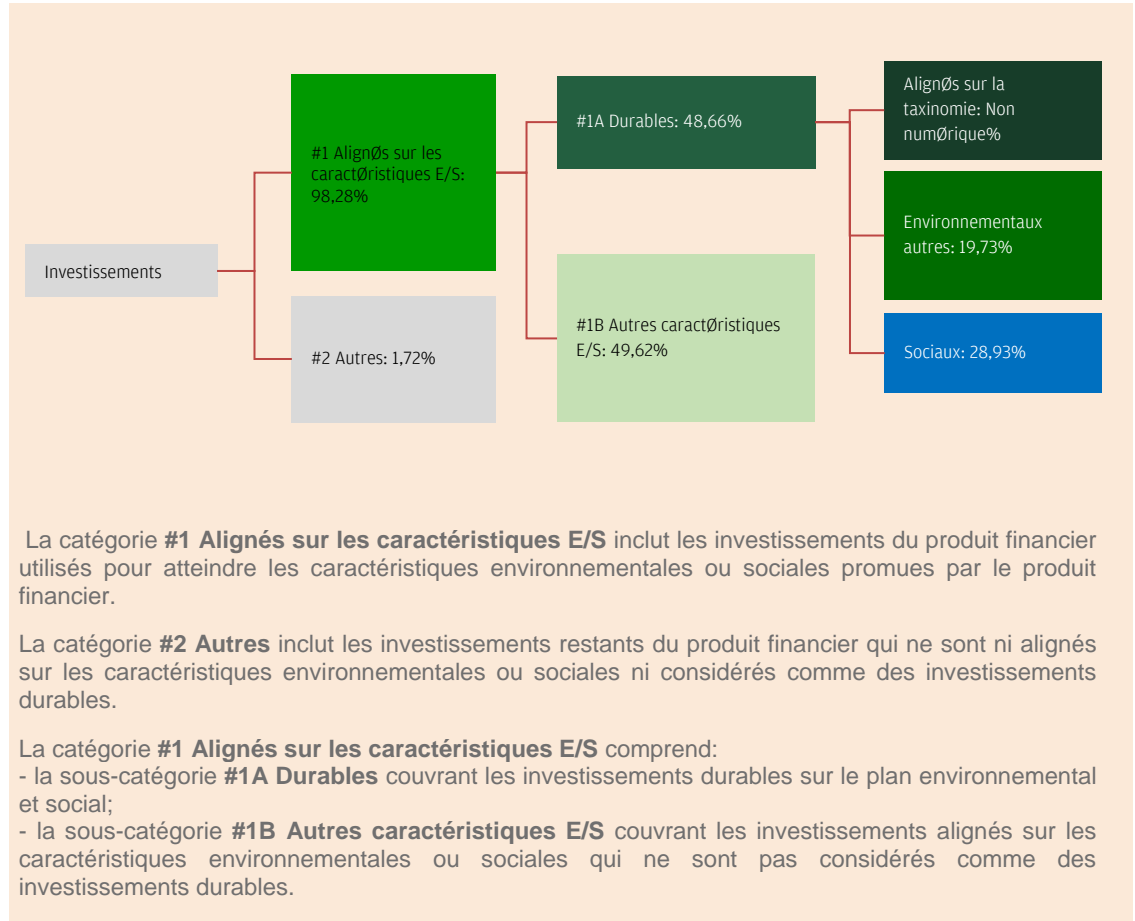 Investissements
#1 AlignØs sur les
caractØristiques E/S:
98,28%
#2 Autres: 1,72%
#1A Durables: 48,66%
#1B Autres caractØristiques
E/S: 49,62%
AlignØs sur la
taxinomie: Non
numØrique%
Environnementaux
autres: 19,73%
Sociaux: 28,93%
La catégorie #1 Alignés sur les caractéristiques E/S inclut les investissements du produit financier
utilisés pour atteindre les caractéristiques environnementales ou sociales promues par le produit
financier.
La catégorie #2 Autres inclut les investissements restants du produit financier qui ne sont ni alignés
sur les caractéristiques environnementales ou sociales ni considérés comme des investissements
durables.
La catégorie #1 Alignés sur les caractéristiques E/S comprend:
- la sous-catégorie #1A Durables couvrant les investissements durables sur le plan environnemental
et social;
- la sous-catégorie #1B Autres caractéristiques E/S couvrant les investissements alignés sur les
caractéristiques environnementales ou sociales qui ne sont pas considérés comme des
investissements durables.